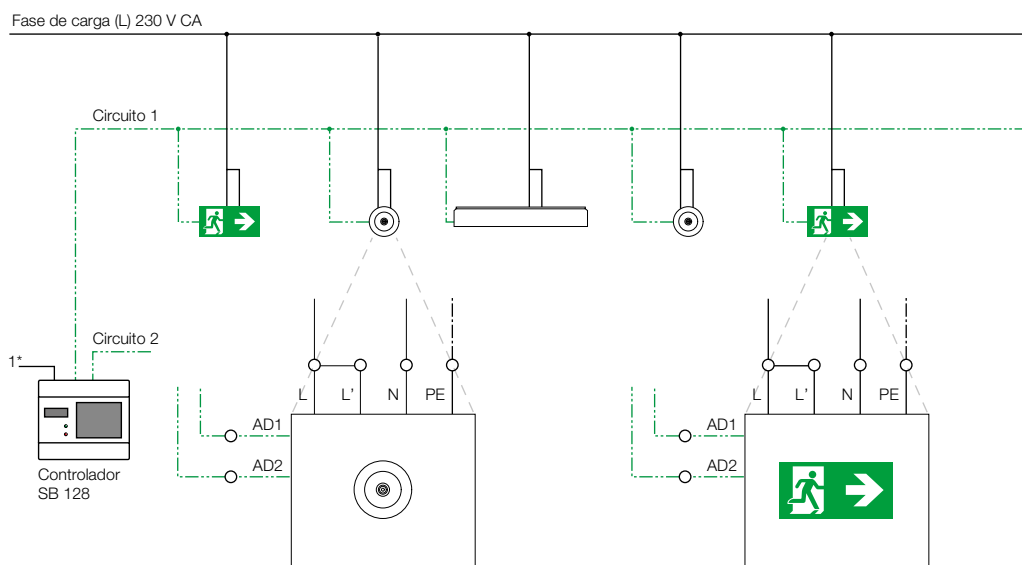 Fase de carga (L) 230 V CA
Circuito 1
Circuito 2
1*
Controlador
SB 128
L L' N PE
AD1
AD2
L L' N PE
AD1
AD2